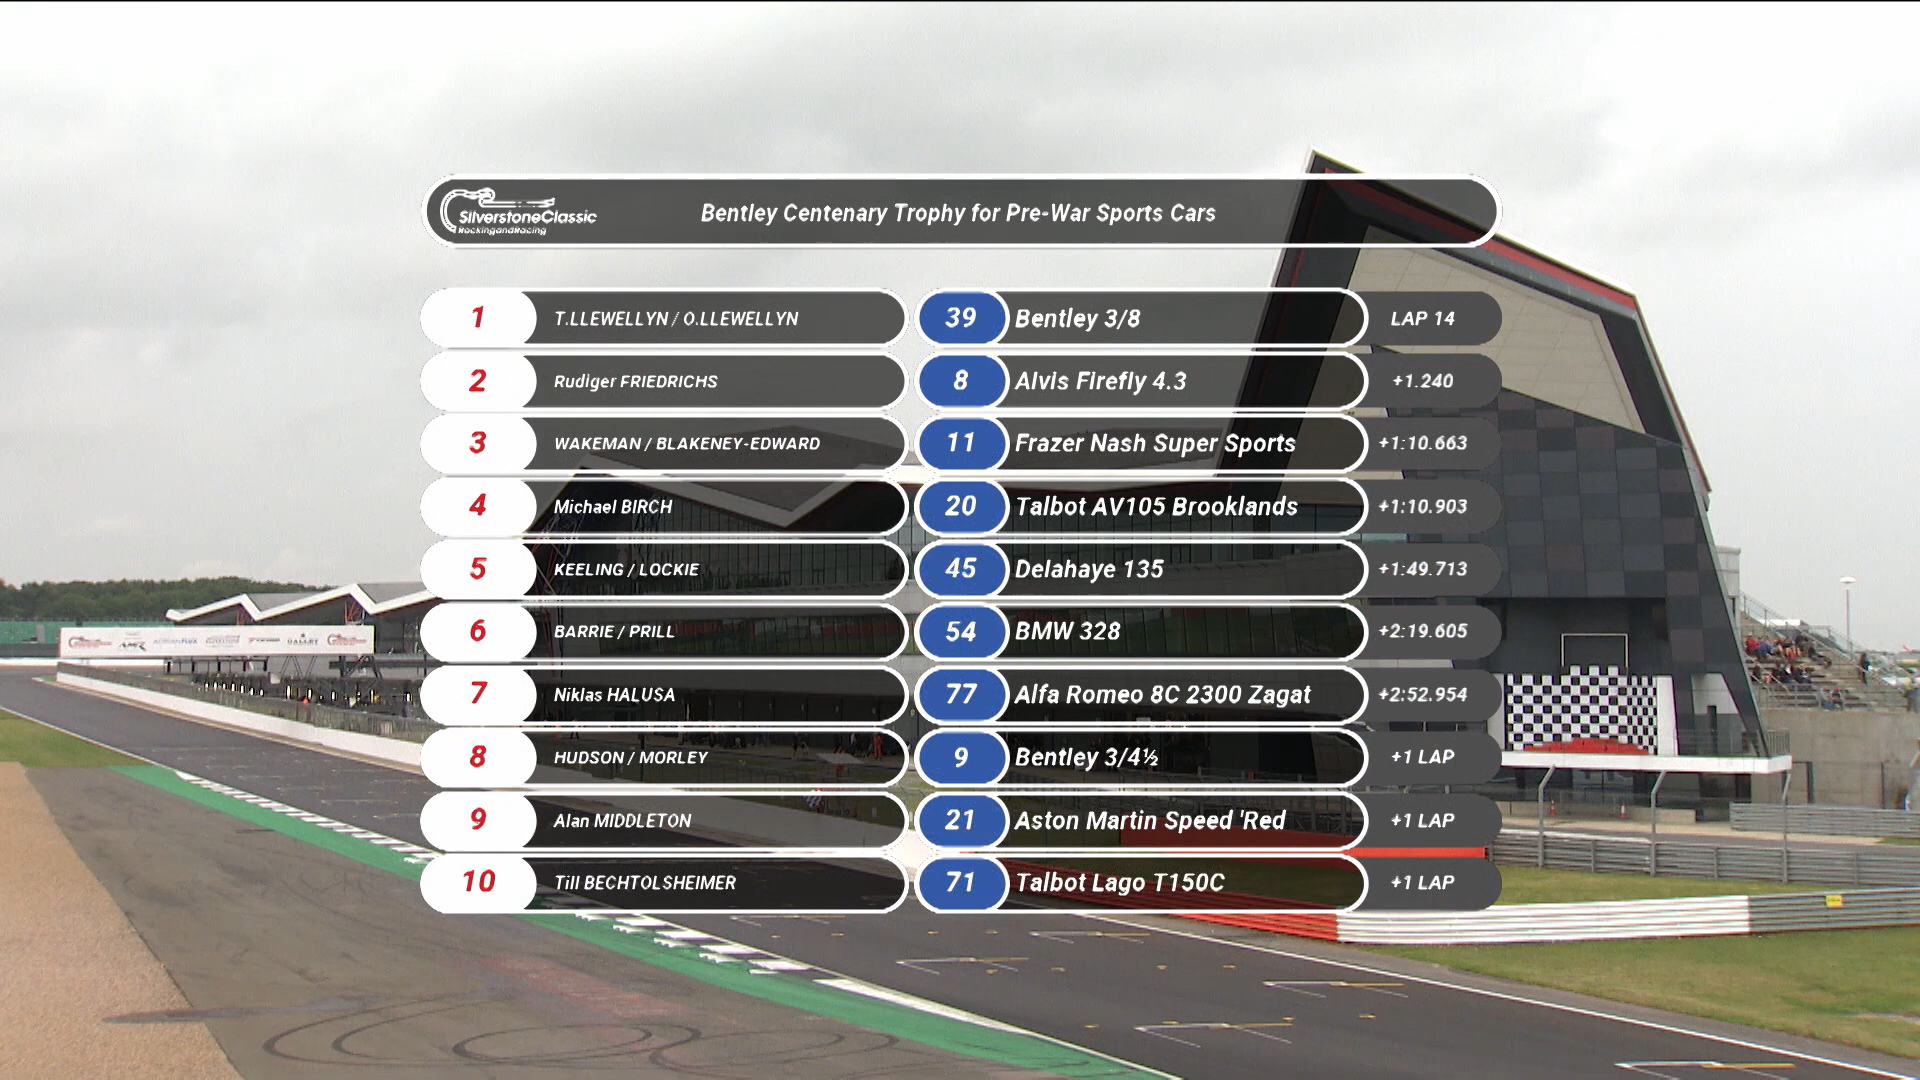 SilverstoneClassic
RockingandRacing
Bentley Centenary Trophy for Pre-War Sports Cars
1 T.LLEWELLYN / O.LLEWELLYN 39 Bentley 3/8 LAP 14
2 Rudiger FRIEDRICHS 8 Alvis Firefly 4.3 +1.240
3 WAKEMAN / BLAKENEY-EDWARD 11 Frazer Nash Super Sports +1:10.663
4 Michael BIRCH 20 Talbot AV105 Brooklands +1:10.903
5 KEELING / LOCKIE 45 Delahaye 135 +1:49.713
6 BARRIE / PRILL 54 BMW 328 +2:19.605
7 Niklas HALUSA 77 Alfa Romeo 8C 2300 Zagat +2:52.954
8 HUDSON / MORLEY 9 Bentley 3/4½ +1 LAP
9 Alan MIDDLETON 21 Aston Martin Speed 'Red +1 LAP
10 Till BECHTOLSHEIMER 71 Talbot Lago T150C +1 LAP